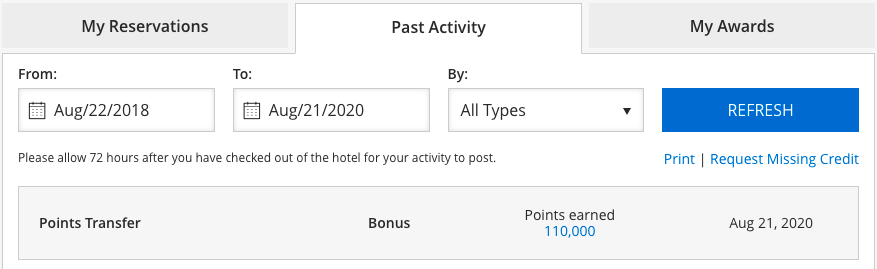 My Reservations
Past Activity
My Awards
From:
To:
By:
Aug/22/2018
Aug/21/2020
All Types
REFRESH
Please allow 72 hours after you have checked out of the hotel for your activity to post.
Print | Request Missing Credit
Points Transfer
Bonus
Points earned
110,000
Aug 21, 2020